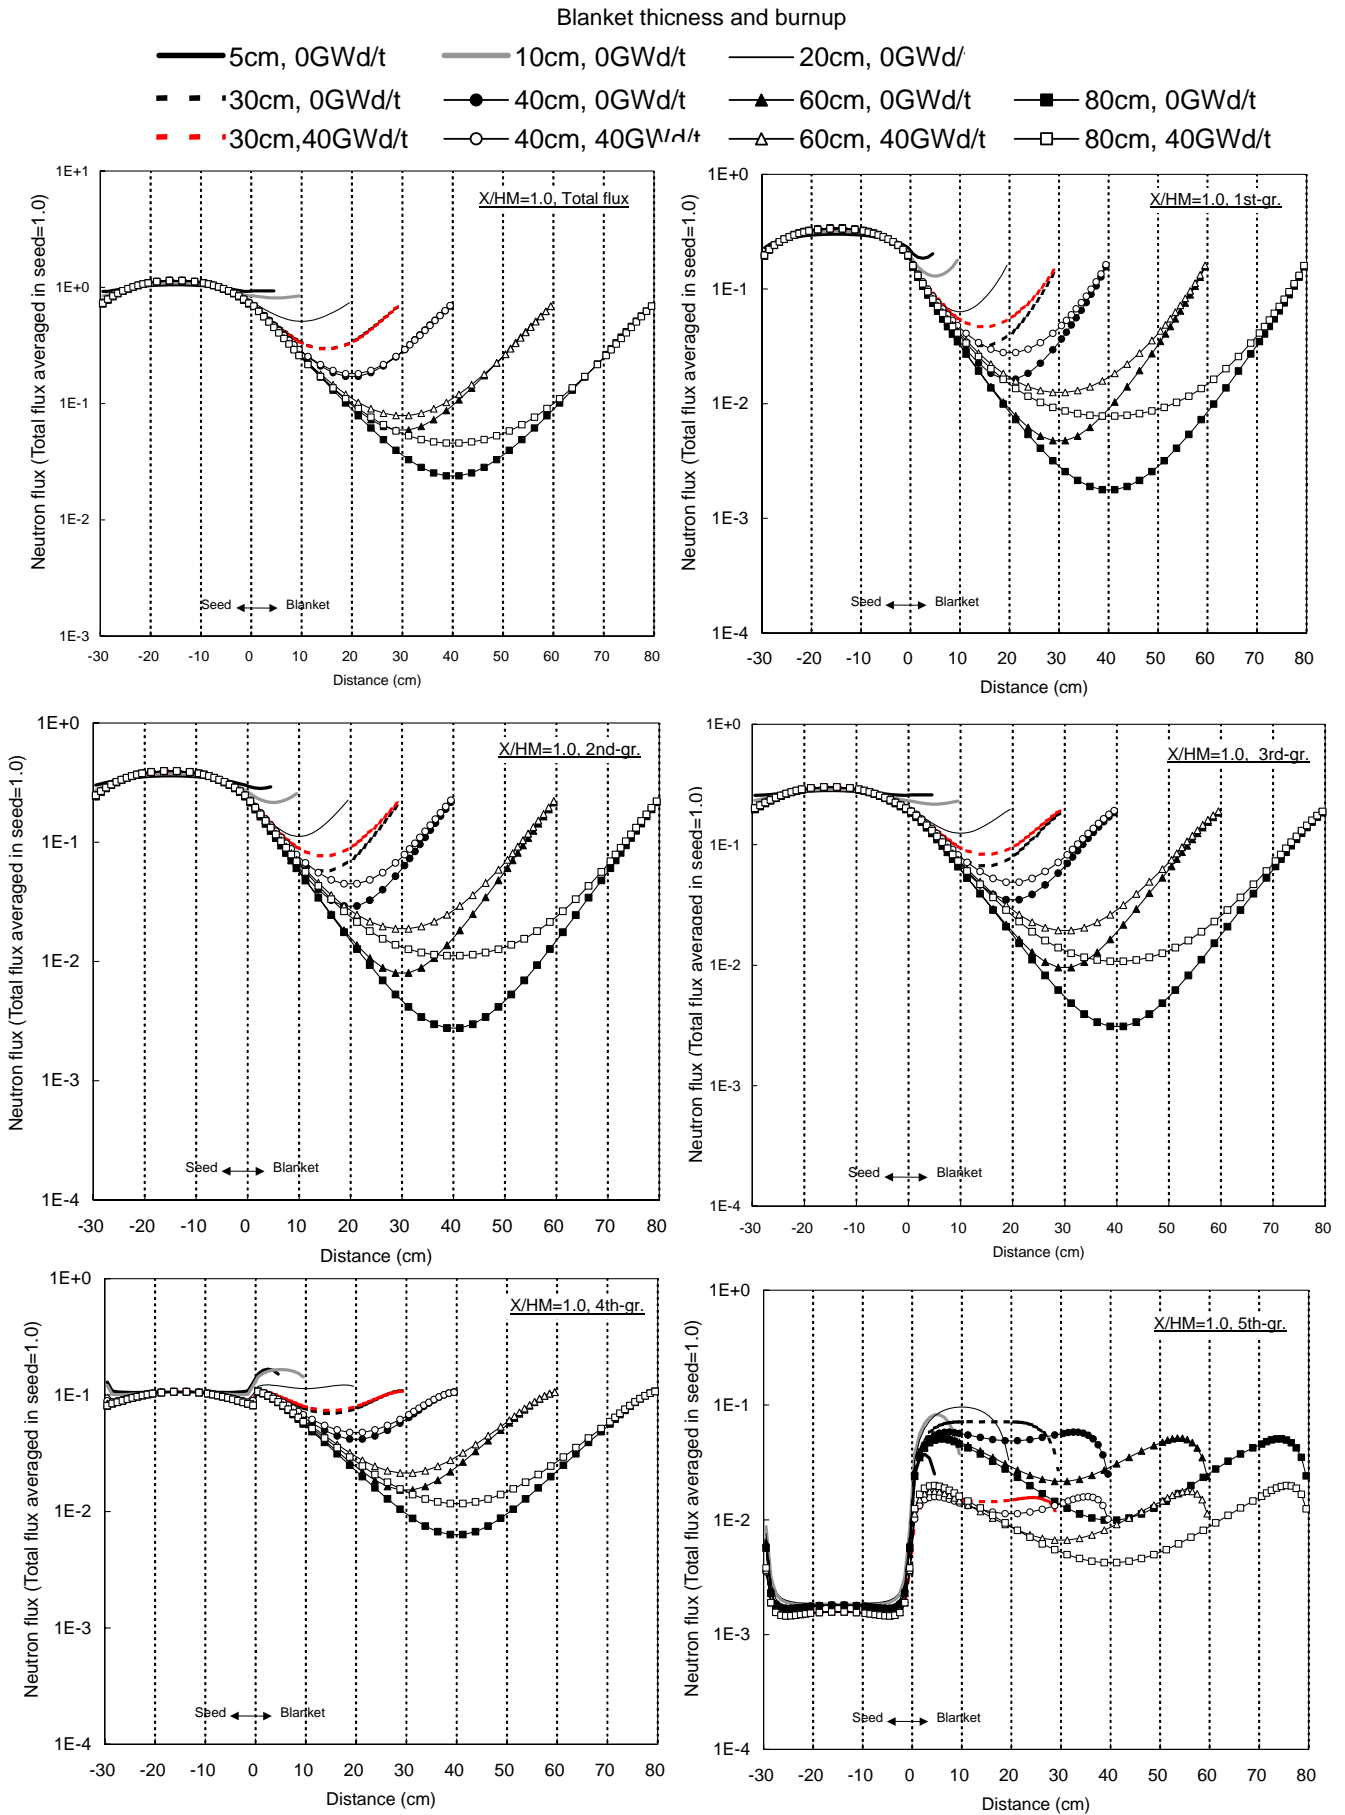 Blanket thicness and burnup
5cm, 0GWd/t 10cm, 0GWd/t 20cm, 0GWd/
30cm, 0GWd/t 40cm, 0GWd/t 60cm, 0GWd/t 80cm, 0GWd/t
30cm,40GWd/t 40cm, 40GWd/t 60cm, 40GWd/t 80cm, 40GWd/t
Neutron flux (Total flux averaged in seed=1.0)
1E+1
1E+0
1E-1
1E-2
1E-3
X/HM=1.0, Total flux
Seed Blanket
-30 -20 -10 0 10 20 30 40 50 60 70 80
Distance (cm)
Neutron flux (Total flux averaged in seed=1.0)
1E+0
1E-1
1E-2
1E-3
1E-4
X/HM=1.0, 1st-gr.
Seed Blanket
-30 -20 -10 0 10 20 30 40 50 60 70 80
Distance (cm)
Neutron flux (Total flux averaged in seed=1.0)
1E+0
1E-1
1E-2
1E-3
1E-4
X/HM=1.0, 2nd-gr.
Seed Blanket
-30 -20 -10 0 10 20 30 40 50 60 70 80
Distance (cm)
Neutron flux (Total flux averaded in seed=1.0)
1E+0
1E-1
1E-2
1E-3
1E-4
X/HM=1.0, 3rd-gr.
Seed Blanket
-30 -20 -10 0 10 20 30 40 50 60 70 80
Distance (cm)
Neutron flux (Total flux averaged in seed=1.0)
1E+0
1E-1
1E-2
1E-3
1E-4
X/HM=1.0, 4th-gr.
Seed Blanket
-30 -20 -10 0 10 20 30 40 50 60 70 80
Distance (cm)
Neutron flux (Total flux averaged in seed=1.0)
1E+0
1E-1
1E-2
1E-3
1E-4
X/HM=1.0, 5th-gr.
Seed Blanket
-30 -20 -10 0 10 20 30 40 50 60 70 80
Distance (cm)